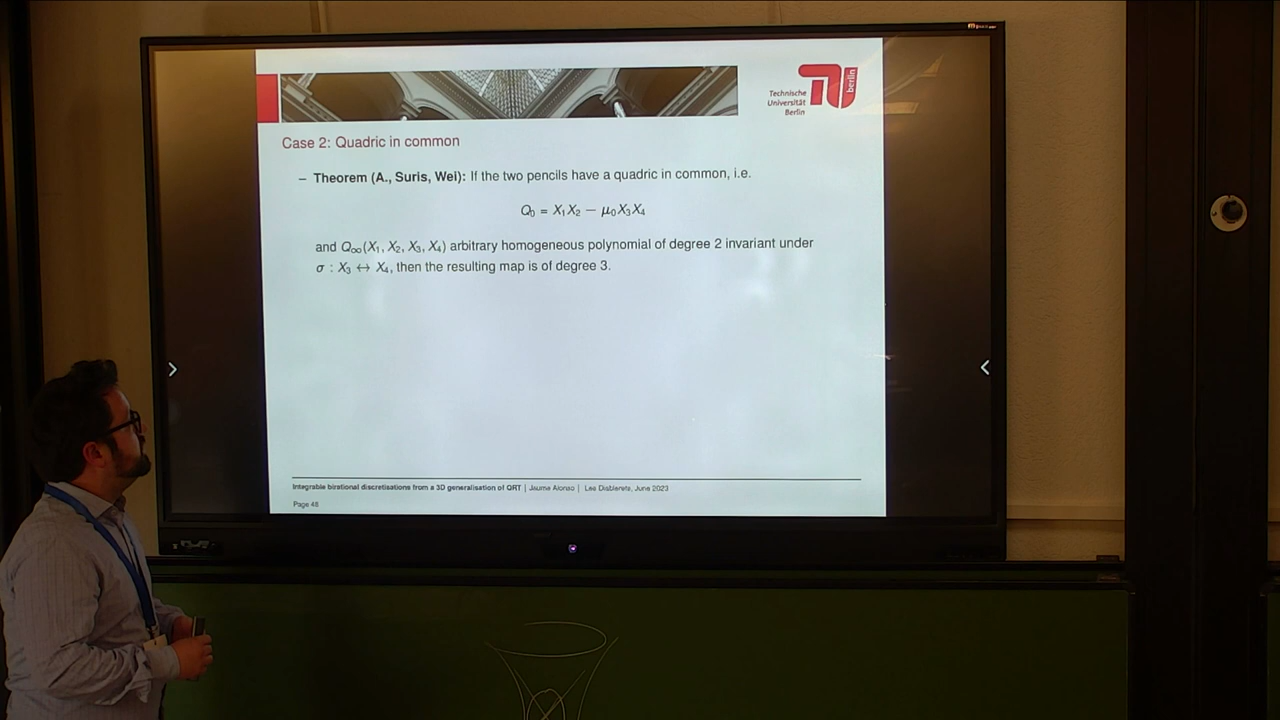 Technische
Universität
Berlin
berlin
Case 2: Quadric in common
– Theorem (A., Suris, Wei): If the two pencils have a quadric in common, i.e.
Q₀ = X₁X₂ − μ₀X₃X₄
and Q∞(X₁, X₂, X₃, X₄) arbitrary homogeneous polynomial of degree 2 invariant under
σ : X₃ ↔ X₄, then the resulting map is of degree 3.
Integrable birational discretisations from a 3D generalisation of QRT | Jaume Alonso | Les Diablerets, June 2023
Page 48